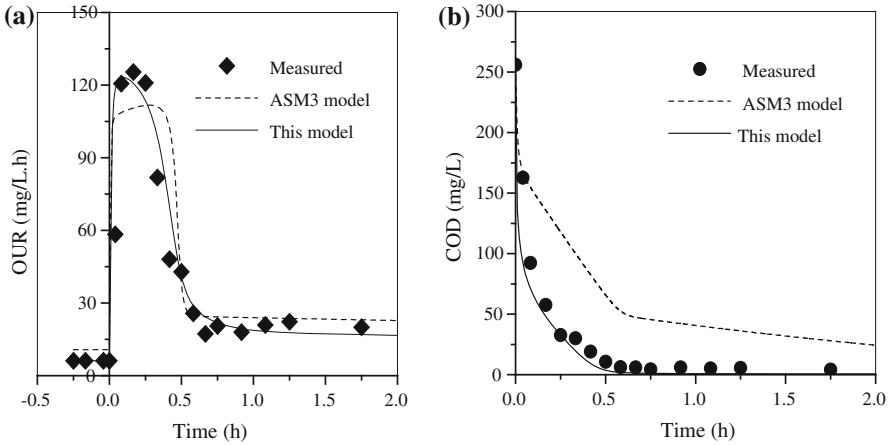 (a)
150
120
90
60
30
0
OUR (mg/L.h)
Measured
ASM3 model
This model
-0.5
0.0
0.5
1.0
1.5
2.0
Time (h)
(b)
300
250
200
150
100
50
0
COD (mg/L)
Measured
ASM3 model
This model
0.0
0.5
1.0
1.5
2.0
Time (h)